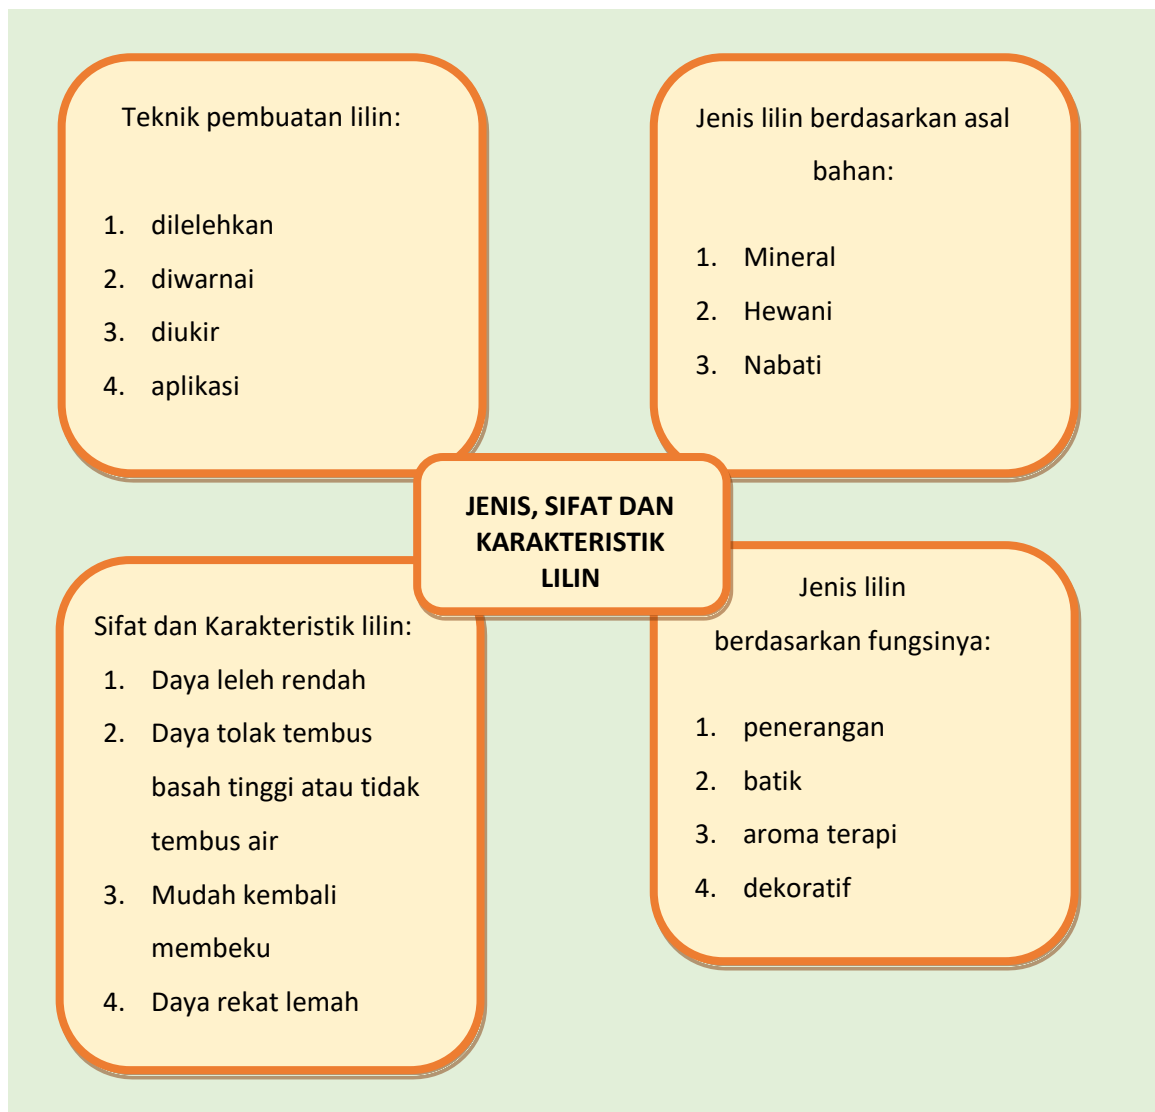 Teknik pembuatan lilin:
1. dilelehkan
2. diwarnai
3. diukir
4. aplikasi
Jenis lilin berdasarkan asal
bahan:
1. Mineral
2. Hewani
3. Nabati
JENIS, SIFAT DAN
KARAKTERISTIK
LILIN
Sifat dan Karakteristik lilin:
1. Daya leleh rendah
2. Daya tolak tembus
basah tinggi atau tidak
tembus air
3. Mudah kembali
membeku
4. Daya rekat lemah
Jenis lilin
berdasarkan fungsinya:
1. penerangan
2. batik
3. aroma terapi
4. dekoratif